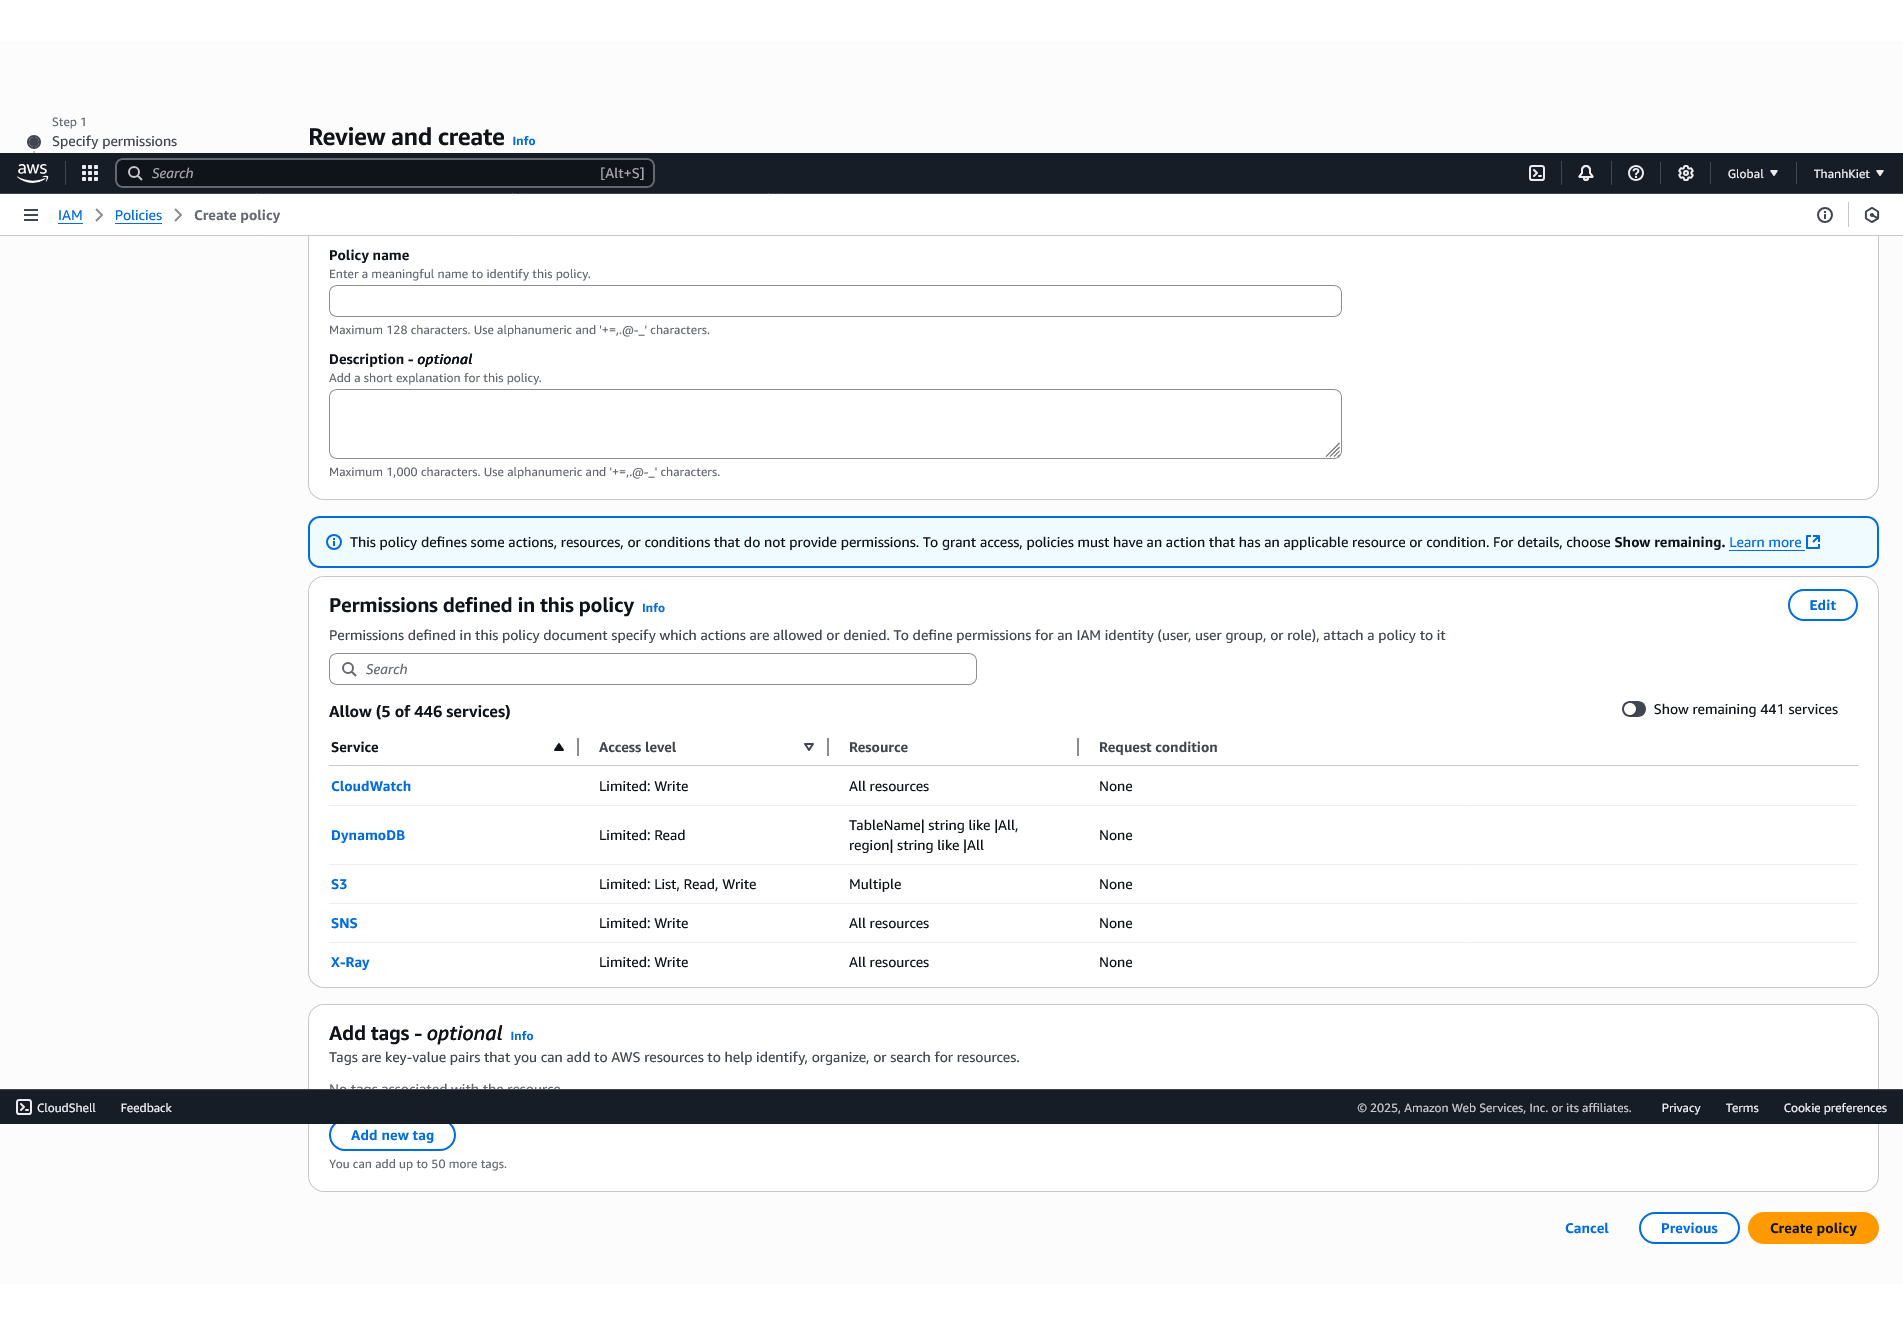 Step 1
Specify permissions
Review and create Info
aws Search [Alt+S] Global ThanhKiet
IAM > Policies > Create policy
Policy name
Enter a meaningful name to identify this policy.
Maximum 128 characters. Use alphanumeric and '+=,.@-_' characters.
Description - optional
Add a short explanation for this policy.
Maximum 1,000 characters. Use alphanumeric and '+=,.@-_' characters.
This policy defines some actions, resources, or conditions that do not provide permissions. To grant access, policies must have an action that has an applicable resource or condition. For details, choose Show remaining. Learn more
Permissions defined in this policy Info
Edit
Permissions defined in this policy document specify which actions are allowed or denied. To define permissions for an IAM identity (user, user group, or role), attach a policy to it
Search
Allow (5 of 446 services)
Show remaining 441 services
Service Access level Resource Request condition
CloudWatch Limited: Write All resources None
DynamoDB Limited: Read TableName| string like |All, region| string like |All None
S3 Limited: List, Read, Write Multiple None
SNS Limited: Write All resources None
X-Ray Limited: Write All resources None
Add tags - optional Info
Tags are key-value pairs that you can add to AWS resources to help identify, organize, or search for resources.
No tags associated with the resource.
CloudShell Feedback © 2025, Amazon Web Services, Inc. or its affiliates. Privacy Terms Cookie preferences
Add new tag
You can add up to 50 more tags.
Cancel Previous Create policy